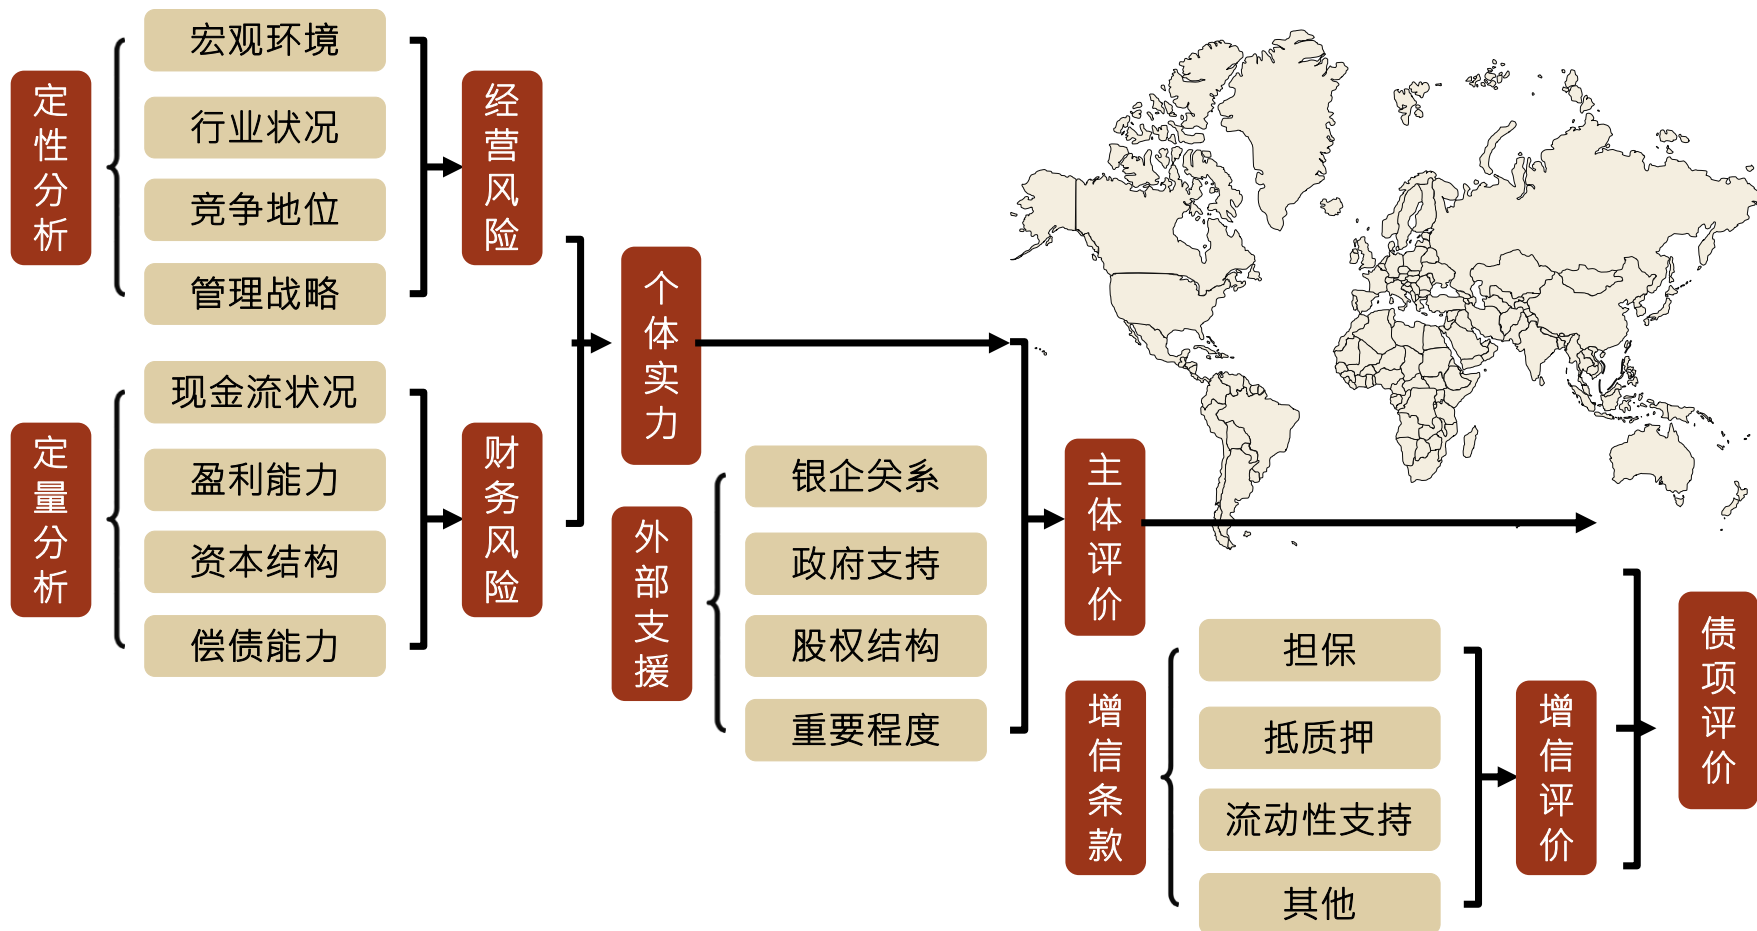 定性分析
宏观环境
行业状况
竞争地位
管理战略
经营风险
定量分析
现金流状况
盈利能力
资本结构
偿债能力
财务风险
个体实力
外部支援
银企关系
政府支持
股权结构
重要程度
主体评价
增信条款
担保
抵质押
流动性支持
其他
增信评价
债项评价